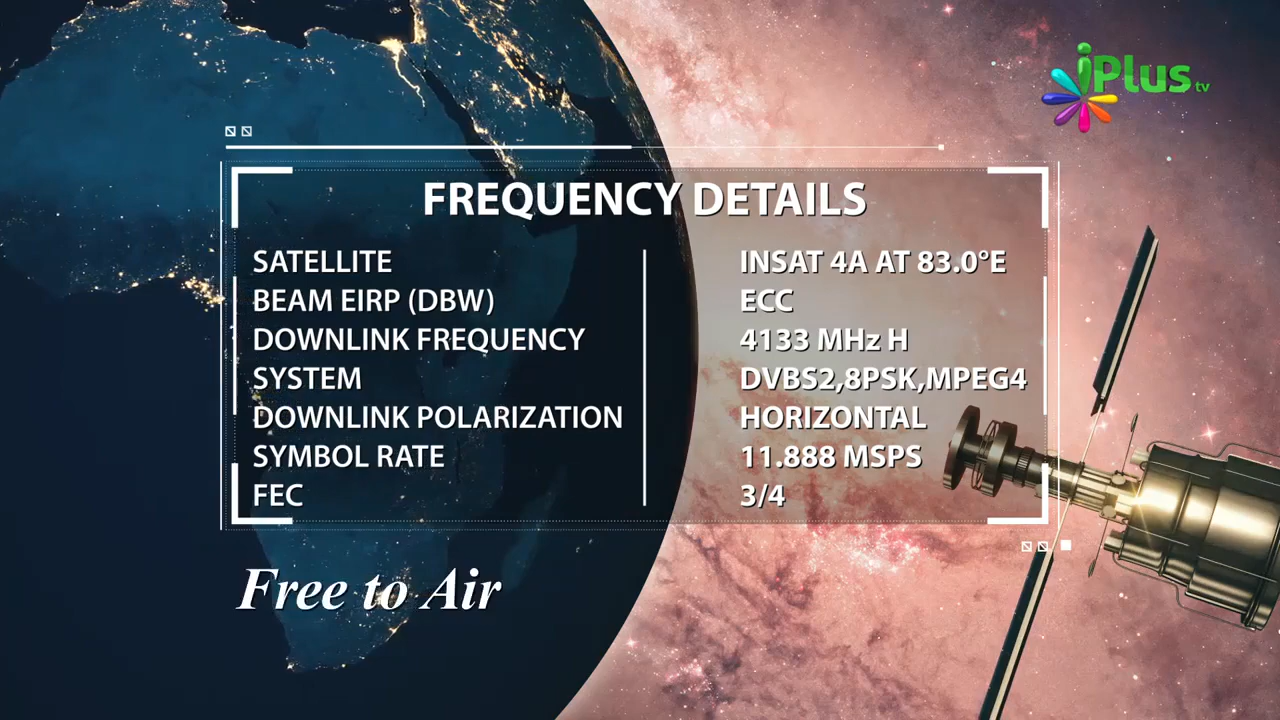 iPlus tv
FREQUENCY DETAILS
SATELLITE INSAT 4A AT 83.0°E
BEAM EIRP (DBW) ECC
DOWNLINK FREQUENCY 4133 MHz H
SYSTEM DVBS2,8PSK,MPEG4
DOWNLINK POLARIZATION HORIZONTAL
SYMBOL RATE 11.888 MSPS
FEC 3/4
Free to Air